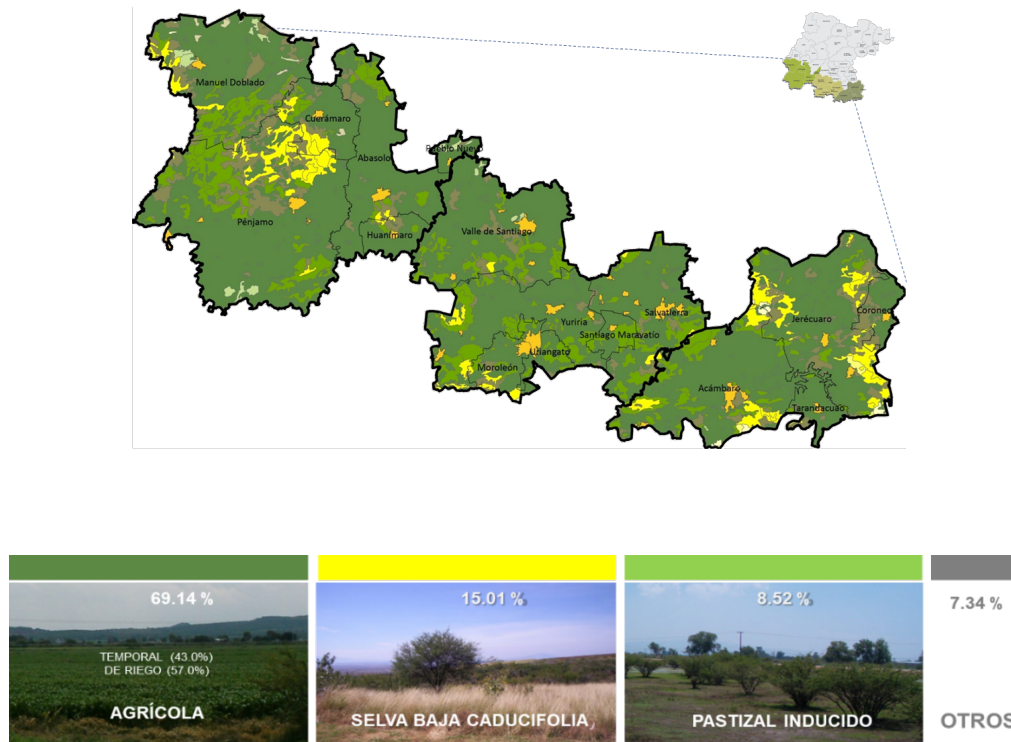 Manuel Doblado
Cuerámaro
Pueblo Nuevo
Abasolo
Pénjamo
Huanímaro
Valle de Santiago
Salvatierra
Yuriria
Santiago Maravatío
Uriangato
Moroleón
Jerécuaro
Coroneo
Acámbaro
Tarandacuao
69.14 %
TEMPORAL (43.0%)
DE RIEGO (57.0%)
AGRÍCOLA
15.01 %
SELVA BAJA CADUCIFOLIA
8.52 %
PASTIZAL INDUCIDO
7.34 %
OTROS